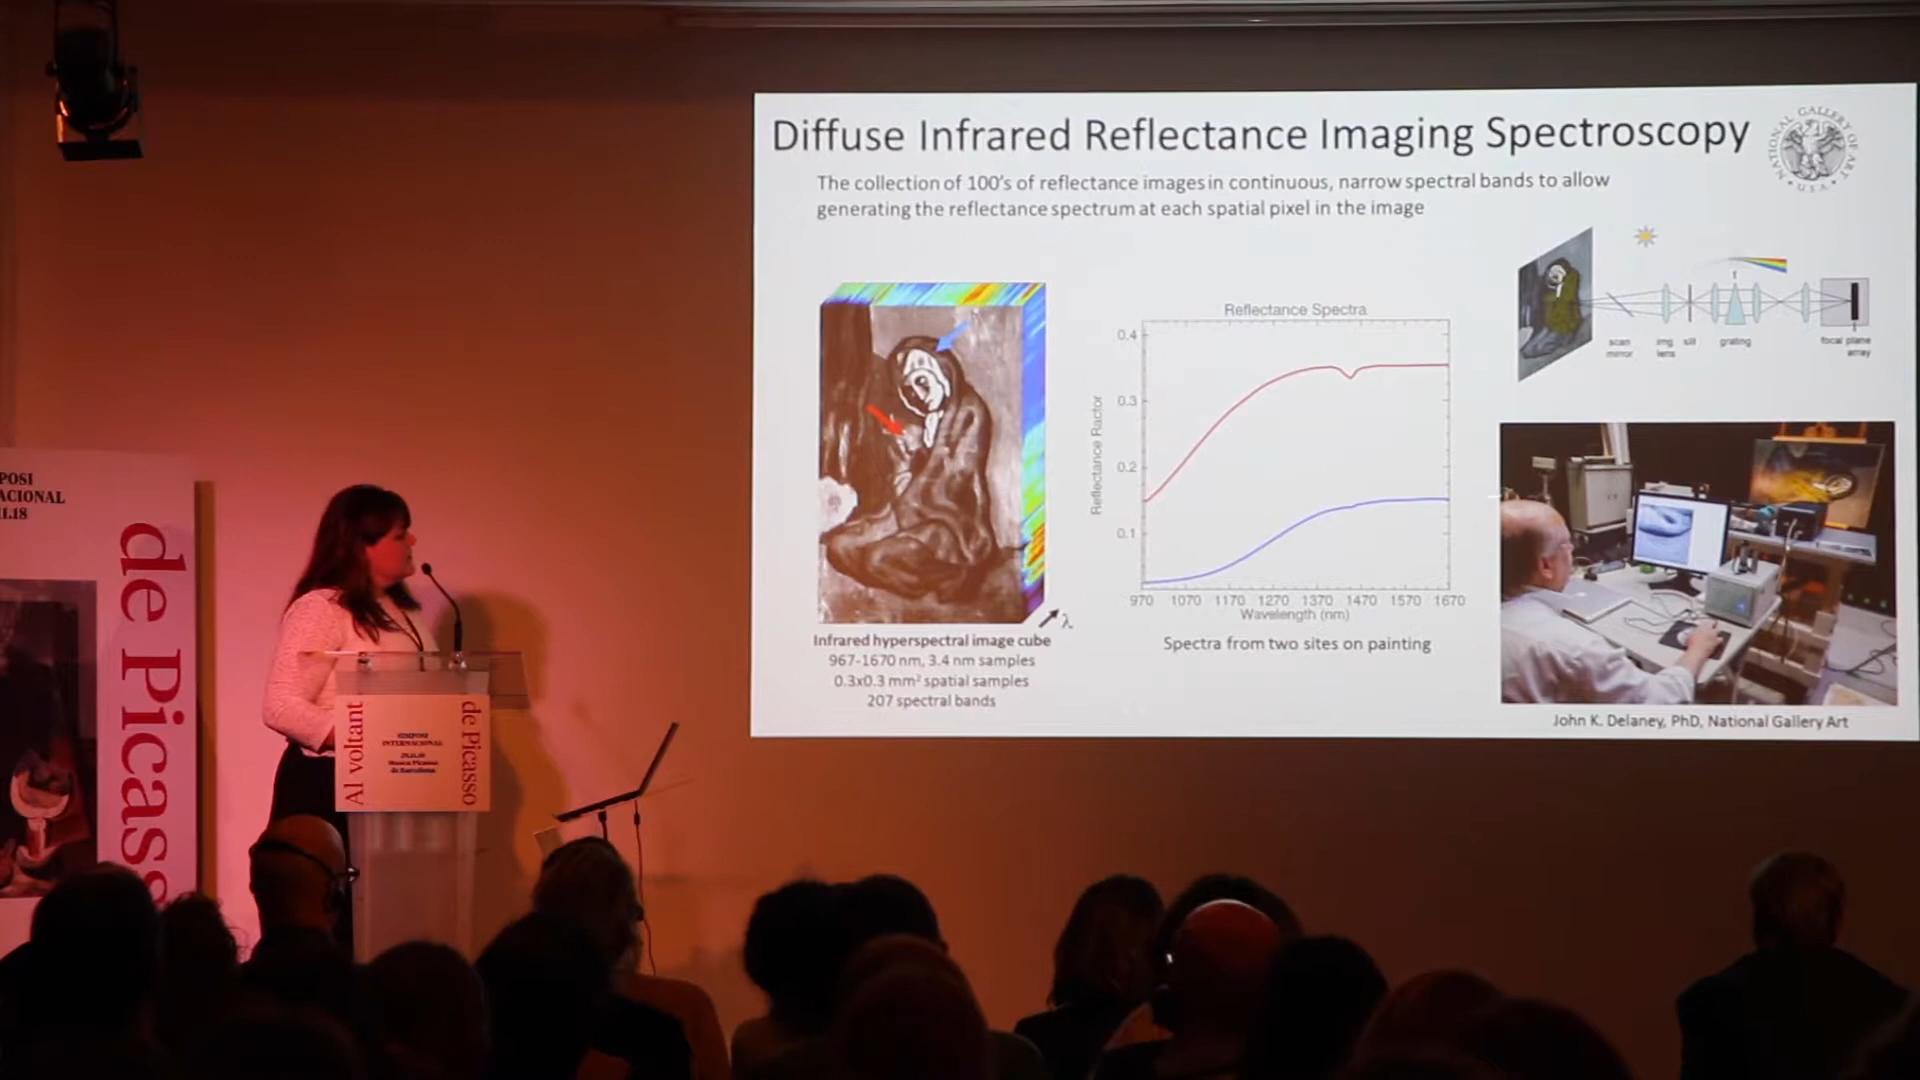 Diffuse Infrared Reflectance Imaging Spectroscopy
NATIONAL GALLERY OF ART
U.S.A.
The collection of 100's of reflectance images in continuous, narrow spectral bands to allow
generating the reflectance spectrum at each spatial pixel in the image
scan
mirror
img
lens
slit
grating
focal plane
array
Reflectance Spectra
Reflectance Ractor
0.4
0.3
0.2
0.1
970 1070 1170 1270 1370 1470 1570 1670
Wavelength (nm)
Spectra from two sites on painting
λ
Infrared hyperspectral image cube
967-1670 nm, 3.4 nm samples
0.3x0.3 mm² spatial samples
207 spectral bands
John K. Delaney, PhD, National Gallery Art
POSI
ACIONAL
1.18
de Picass
Al voltant
de Picasso
SIMPOSI
INTERNACIONAL
Museu Picasso
de Barcelona